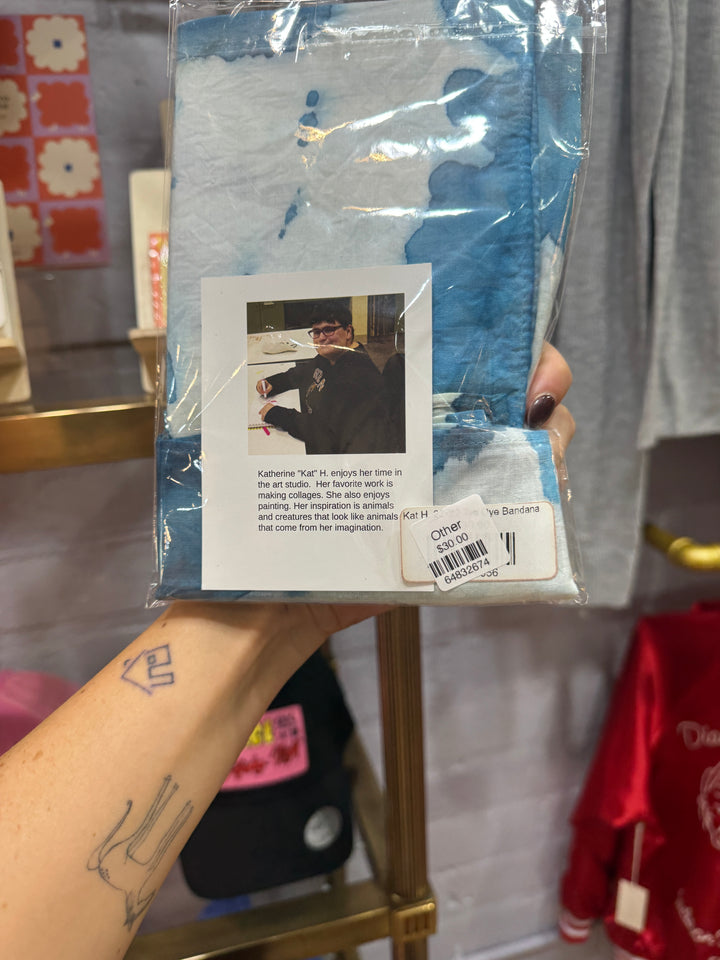 Katherine "Kat" H. enjoys her time in
the art studio. Her favorite work is
making collages. She also enjoys
painting. Her inspiration is animals
and creatures that look like animals
that come from her imagination.
Kat H. Dye Bandana
Other
$30.00
64832674